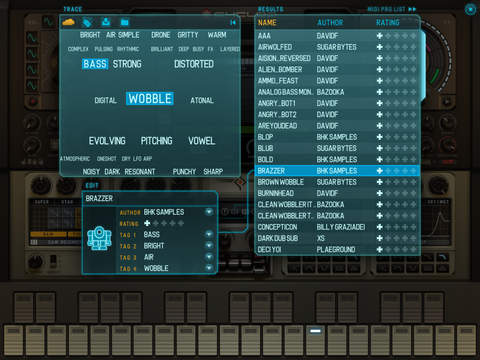 TRACE
BRIGHT AIR SIMPLE DRONE GRITTY WARM
COMPLEX PULSING RHYTHMIC BRILLIANT DEEP BUSY FX LAYERED
BASS STRONG DISTORTED
DIGITAL WOBBLE ATONAL
EVOLVING PITCHING VOWEL
ATMOSPHERIC ONESHOT DRY LFO ARP
NOISY DARK RESONANT PUNCHY SHARP
EDIT
BRAZZER
AUTHOR BHK SAMPLES
RATING
TAG 1 BASS
TAG 2 BRIGHT
TAG 3 AIR
TAG 4 WOBBLE
RESULTS MIDI PRG LIST
NAME AUTHOR RATING
AAA DAVIDF
AIRWOLFED SUGARBYTES
AISION_REVERSED DAVIDF
ALIEN_BOMBER DAVIDF
AMMO_FEAST DAVIDF
ANALOG BASS MON.. BAZOOKA
ANGRY_BOT1 DAVIDF
ANGRY_BOT2 DAVIDF
AREYOUDEAD DAVIDF
BLOP BHK SAMPLES
BLUB SUGAR BYTES
BOLD BHK SAMPLES
BRAZZER BHK SAMPLES
BROWN WOBBLE SUGAR BYTES
BURNINHEAD DAVIDF
CLEAN WOBBLE IT .. BAZOOKA
CLEAN WOBBLE IT .. BAZOOKA
CONCEPTICON BILLY GRAZIADEI
DARK DUB SUB XS
DECI YO! PLAEGROUND